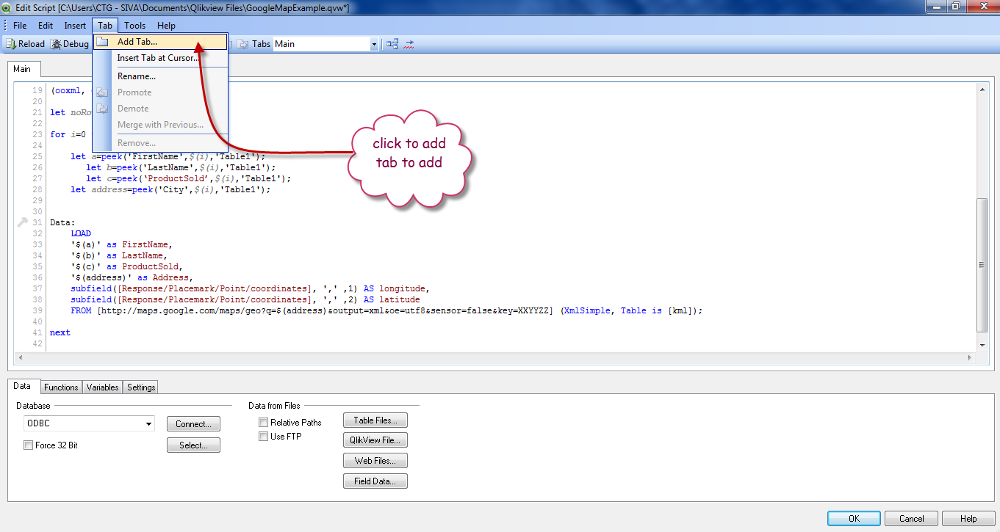 Edit Script [C:\Users\CTG - SIVA\Documents\Qlikview Files\GoogleMapExample.qvw*]
File Edit Insert Tab Tools Help
Reload Debug Tabs Main
Add Tab...
Insert Tab at Cursor...
Rename...
Promote
Demote
Merge with Previous...
Remove...
Main
click to add
tab to add
19 (ooxml,
20
21 let noRo
22
23 for i=0
24
25 let a=peek('FirstName',$(i),'Table1');
26 let b=peek('LastName',$(i),'Table1');
27 let c=peek('ProductSold',$(i),'Table1');
28 let address=peek('City',$(i),'Table1');
29
30
31 Data:
32 LOAD
33 '$(a)' as FirstName,
34 '$(b)' as LastName,
35 '$(c)' as ProductSold,
36 '$(address)' as Address,
37 subfield([Response/Placemark/Point/coordinates], ',' ,1) AS longitude,
38 subfield([Response/Placemark/Point/coordinates], ',' ,2) AS latitude
39 FROM [http://maps.google.com/maps/geo?q=$(address)&output=xml&oe=utf8&sensor=false&key=XXYYZZ] (XmlSimple, Table is [kml]);
40
41 next
42
Data Functions Variables Settings
Database Data from Files
ODBC Connect... Relative Paths Table Files...
Force 32 Bit Select... Use FTP QlikView File...
Web Files...
Field Data...
OK Cancel Help